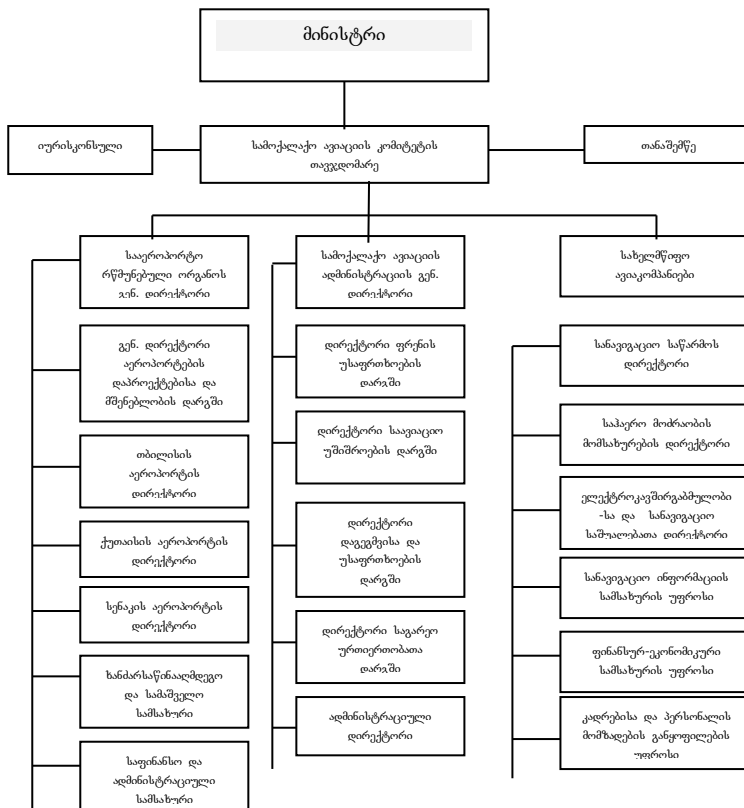 მინისტრი
იურისკონსული
სამოქალაქო ავიაციის კომიტეტის
თავჯდომარე
თანაშემწე
სააეროპორტო
რწმუნებული ორგანოს
გენ. დირექტორი
გენ. დირექტორი
აეროპორტების
დაპროექტებისა და
მშენებლობის დარგში
თბილისის
აეროპორტის
დირექტორი
ქუთაისის აეროპორტის
დირექტორი
სენაკის აეროპორტის
დირექტორი
ხანძარსაწინააღმდეგო
და სამაშველო
სამსახური
საფინანსო და
ადმინისტრაციული
სამსახური
სამოქალაქო ავიაციის
ადმინისტრაციის გენ.
დირექტორი
დირექტორი ფრენის
უსაფრთხოების
დარგში
დირექტორი საავიაციო
უშიშროების დარგში
დირექტორი
დაგეგმვისა და
უსაფრთხოების
დარგში
დირექტორი საგარეო
ურთიერთობათა
დარგში
ადმინისტრაციული
დირექტორი
სახელმწიფო
ავიაკომპანიები
სანავიგაციო საწარმოს
დირექტორი
საჰაერო მოძრაობის
მომსახურების დირექტორი
ელექტროკავშირგაბმულობი
-სა და სანავიგაციო
საშუალებათა დირექტორი
სანავიგაციო ინფორმაციის
სამსახურის უფროსი
ფინანსურ-ეკონომიკური
სამსახურის უფროსი
კადრებისა და პერსონალის
მომზადების განყოფილების
უფროსი